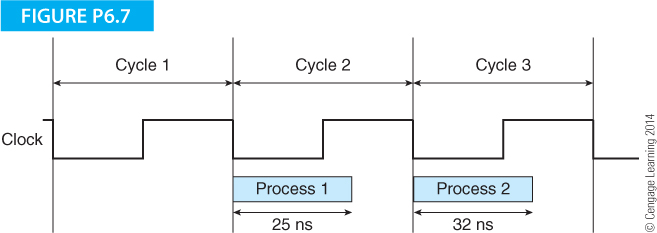 FIGURE P6.7
Cycle 1 Cycle 2 Cycle 3
Clock
Process 1 Process 2
25 ns 32 ns
© Cengage Learning 2014